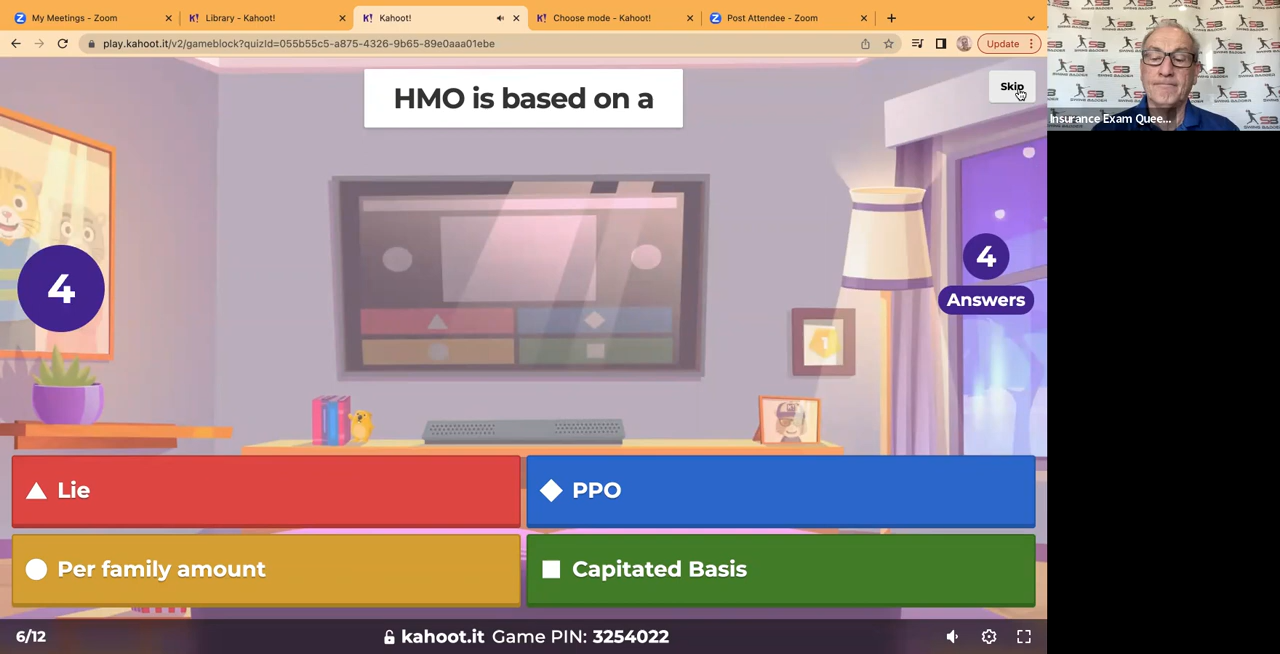 My Meetings - Zoom
Library - Kahoot!
Kahoot!
Choose mode - Kahoot!
Post Attendee - Zoom
play.kahoot.it/v2/gameblock?quizId=055b55c5-a875-4326-9b65-89e0aaa01ebe
Update
HMO is based on a
Skip
4
4
Answers
Lie
PPO
Per family amount
Capitated Basis
6/12
kahoot.it Game PIN: 3254022
Insurance Exam Quee...
SB